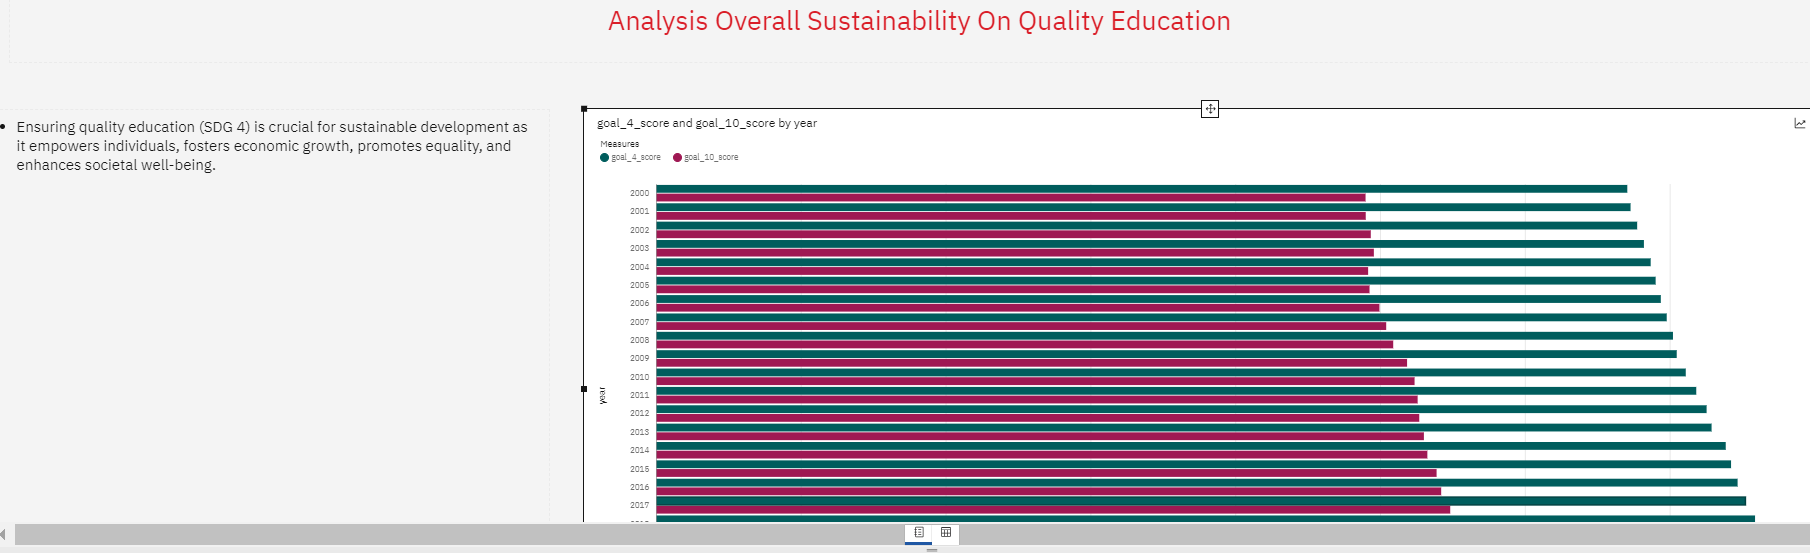 Analysis Overall Sustainability On Quality Education
• Ensuring quality education (SDG 4) is crucial for sustainable development as
it empowers individuals, fosters economic growth, promotes equality, and
enhances societal well-being.
goal_4_score and goal_10_score by year
Measures
goal_4_score goal_10_score
2000
2001
2002
2003
2004
2005
2006
2007
2008
2009
2010
2011
2012
2013
2014
2015
2016
2017
year